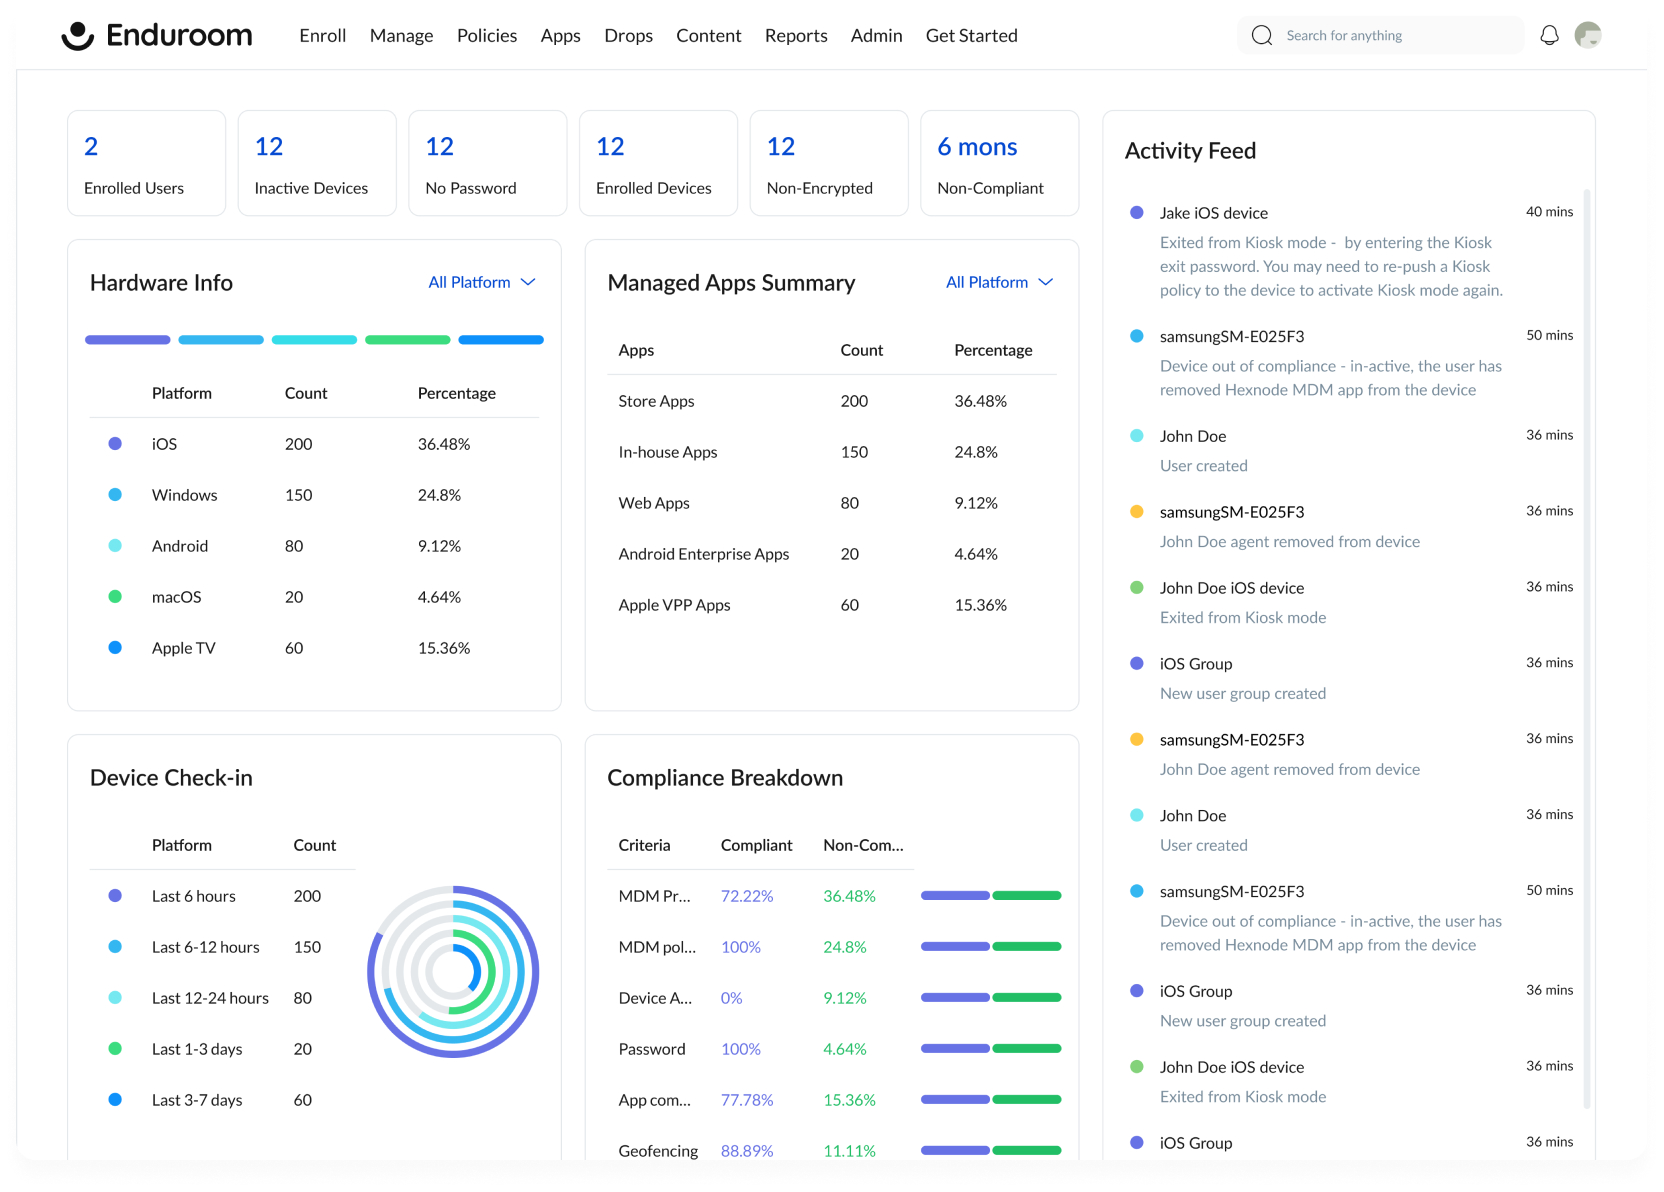 Enduroom
Enroll Manage Policies Apps Drops Content Reports Admin Get Started
Search for anything
2
Enrolled Users
12
Inactive Devices
12
No Password
12
Enrolled Devices
12
Non-Encrypted
6 mons
Non-Compliant
Hardware Info
All Platform
Platform Count Percentage
iOS 200 36.48%
Windows 150 24.8%
Android 80 9.12%
macOS 20 4.64%
Apple TV 60 15.36%
Managed Apps Summary
All Platform
Apps Count Percentage
Store Apps 200 36.48%
In-house Apps 150 24.8%
Web Apps 80 9.12%
Android Enterprise Apps 20 4.64%
Apple VPP Apps 60 15.36%
Device Check-in
Platform Count
Last 6 hours 200
Last 6-12 hours 150
Last 12-24 hours 80
Last 1-3 days 20
Last 3-7 days 60
Compliance Breakdown
Criteria Compliant Non-Com...
MDM Pr... 72.22% 36.48%
MDM pol... 100% 24.8%
Device A... 0% 9.12%
Password 100% 4.64%
App com... 77.78% 15.36%
Geofencing 88.89% 11.11%
Activity Feed
Jake iOS device 40 mins
Exited from Kiosk mode - by entering the Kiosk
exit password. You may need to re-push a Kiosk
policy to the device to activate Kiosk mode again.
samsungSM-E025F3 50 mins
Device out of compliance - in-active, the user has
removed Hexnode MDM app from the device
John Doe 36 mins
User created
samsungSM-E025F3 36 mins
John Doe agent removed from device
John Doe iOS device 36 mins
Exited from Kiosk mode
iOS Group 36 mins
New user group created
samsungSM-E025F3 36 mins
John Doe agent removed from device
John Doe 36 mins
User created
samsungSM-E025F3 50 mins
Device out of compliance - in-active, the user has
removed Hexnode MDM app from the device
iOS Group 36 mins
New user group created
John Doe iOS device 36 mins
Exited from Kiosk mode
iOS Group 36 mins